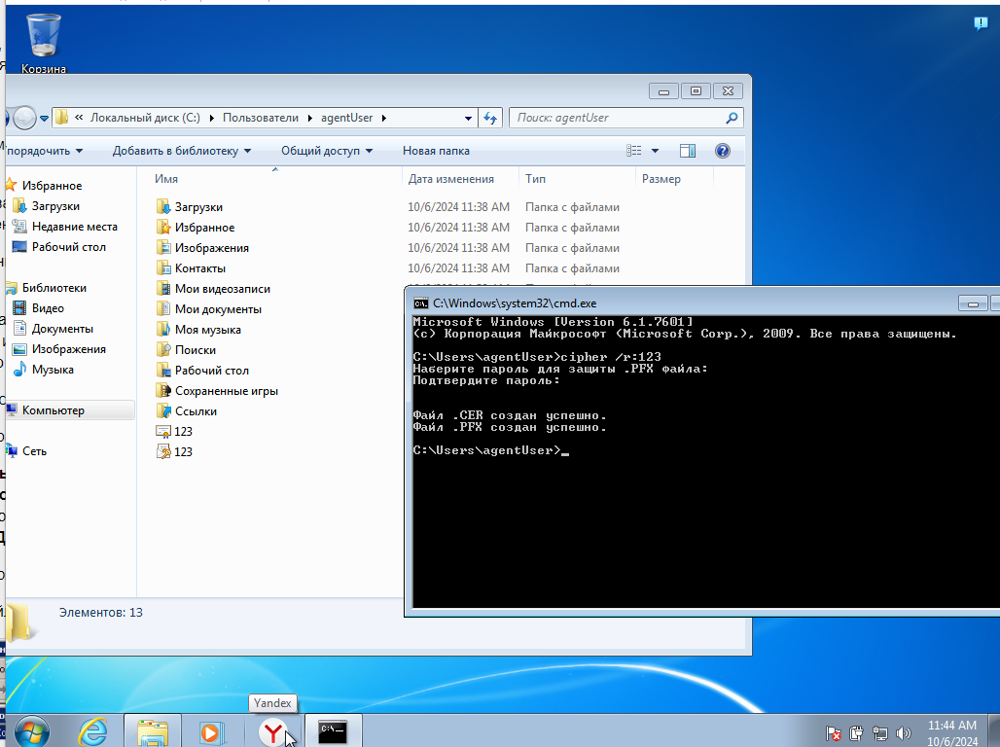 Корзина
« Локальный диск (C:) Пользователи agentUser
Поиск: agentUser
порядочить Добавить в библиотеку Общий доступ Новая папка
Имя Дата изменения Тип Размер
Избранное
Загрузки
Недавние места
Рабочий стол
Библиотеки
Видео
Документы
Изображения
Музыка
Компьютер
Сеть
Загрузки 10/6/2024 11:38 AM Папка с файлами
Избранное 10/6/2024 11:38 AM Папка с файлами
Изображения 10/6/2024 11:38 AM Папка с файлами
Контакты 10/6/2024 11:38 AM Папка с файлами
Мои видеозаписи
Мои документы
Моя музыка
Поиски
Рабочий стол
Сохраненные игры
Ссылки
123
123
Элементов: 13
C:\Windows\system32\cmd.exe
Microsoft Windows [Version 6.1.7601]
(c) Корпорация Майкрософт (Microsoft Corp.), 2009. Все права защищены.
C:\Users\agentUser>cipher /r:123
Наберите пароль для защиты .PFX файла:
Подтвердите пароль:
Файл .CER создан успешно.
Файл .PFX создан успешно.
C:\Users\agentUser>_
Yandex
11:44 AM
10/6/2024